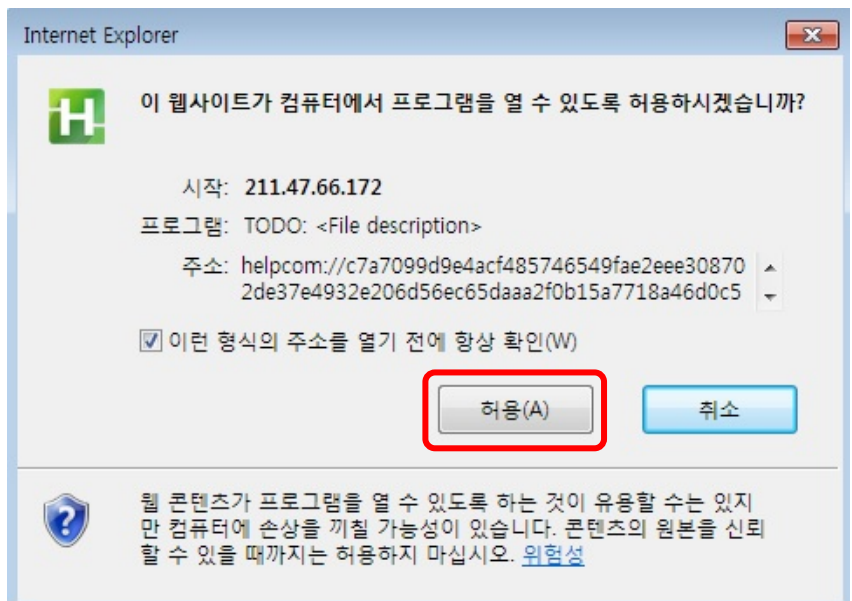 Internet Explorer
이 웹사이트가 컴퓨터에서 프로그램을 열 수 있도록 허용하시겠습니까?
시작: 211.47.66.172
프로그램: TODO: <File description>
주소: helpcom://c7a7099d9e4acf485746549fae2eee30870
2de37e4932e206d56ec65daaa2f0b15a7718a46d0c5
이런 형식의 주소를 열기 전에 항상 확인(W)
허용(A) 취소
웹 콘텐츠가 프로그램을 열 수 있도록 하는 것이 유용할 수는 있지
만 컴퓨터에 손상을 끼칠 가능성이 있습니다. 콘텐츠의 원본을 신뢰
할 수 있을 때까지는 허용하지 마십시오. 위험성